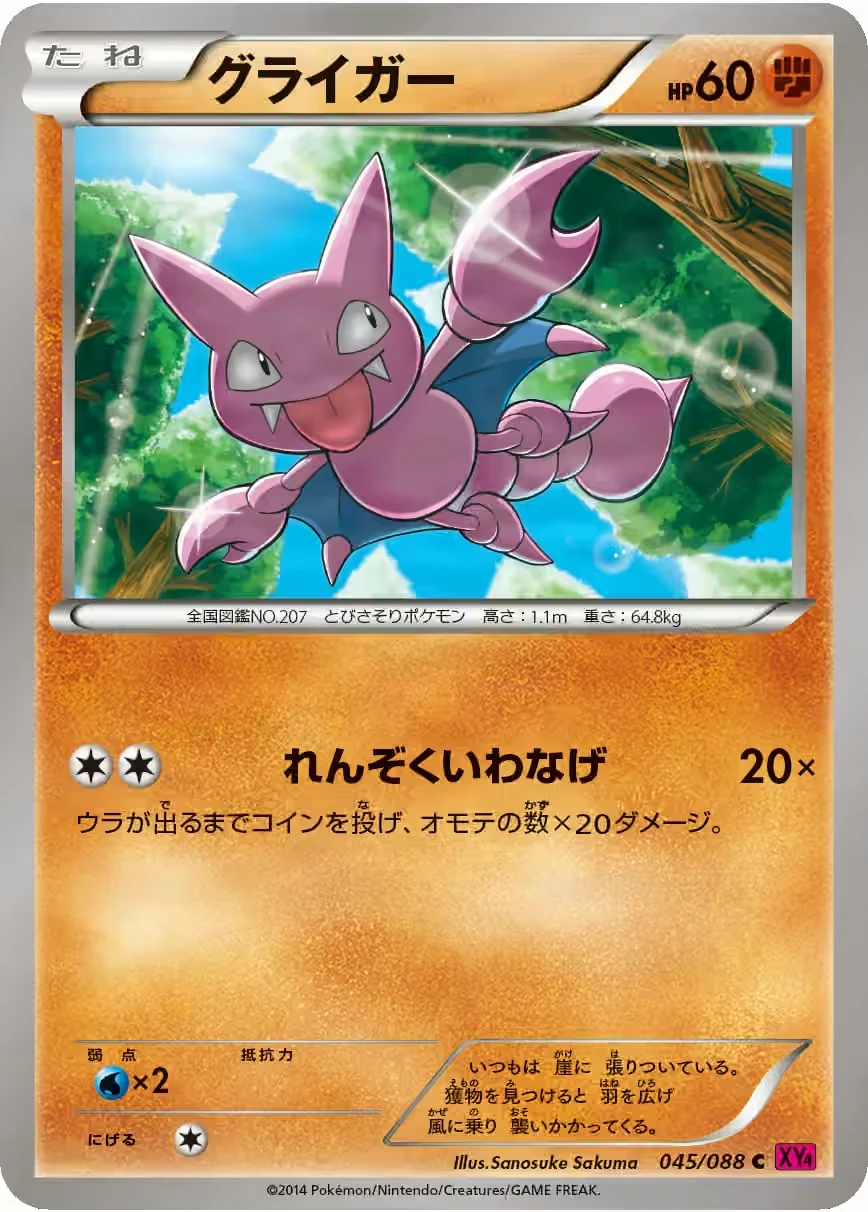 たね グライガー HP60
全国図鑑NO.207 とびさそりポケモン 高さ：1.1m 重さ：64.8kg
れんぞくいわなげ 20×
ウラが出るまでコインを投げ、オモテの数×20ダメージ。
弱点 抵抗力
×2
にげる
いつもは 崖に 張りついている。
獲物を見つけると 羽を広げ
風に乗り 襲いかかってくる。
Illus.Sanosuke Sakuma 045/088 C XY4
©2014 Pokémon/Nintendo/Creatures/GAME FREAK.